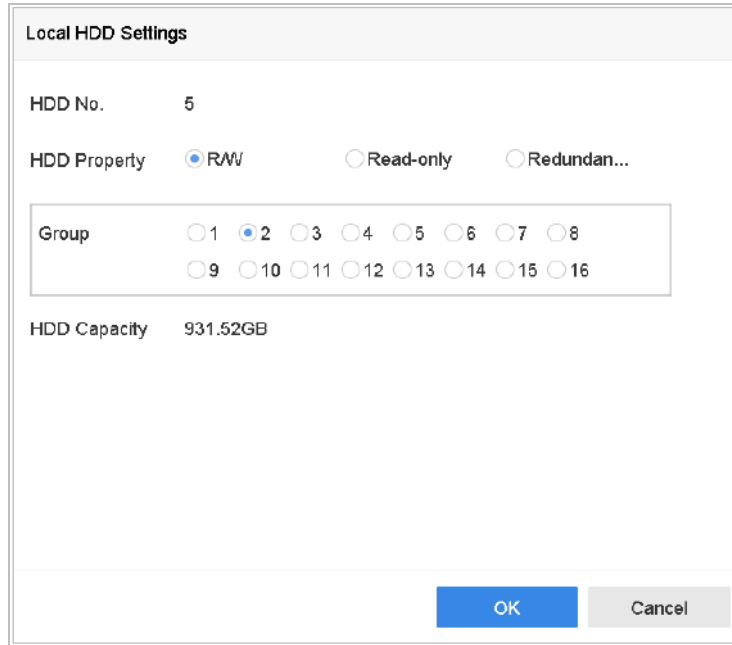 Local HDD Settings
HDD No. 5
HDD Property R/W Read-only Redundan...
Group 1 2 3 4 5 6 7 8
9 10 11 12 13 14 15 16
HDD Capacity 931.52GB
OK Cancel